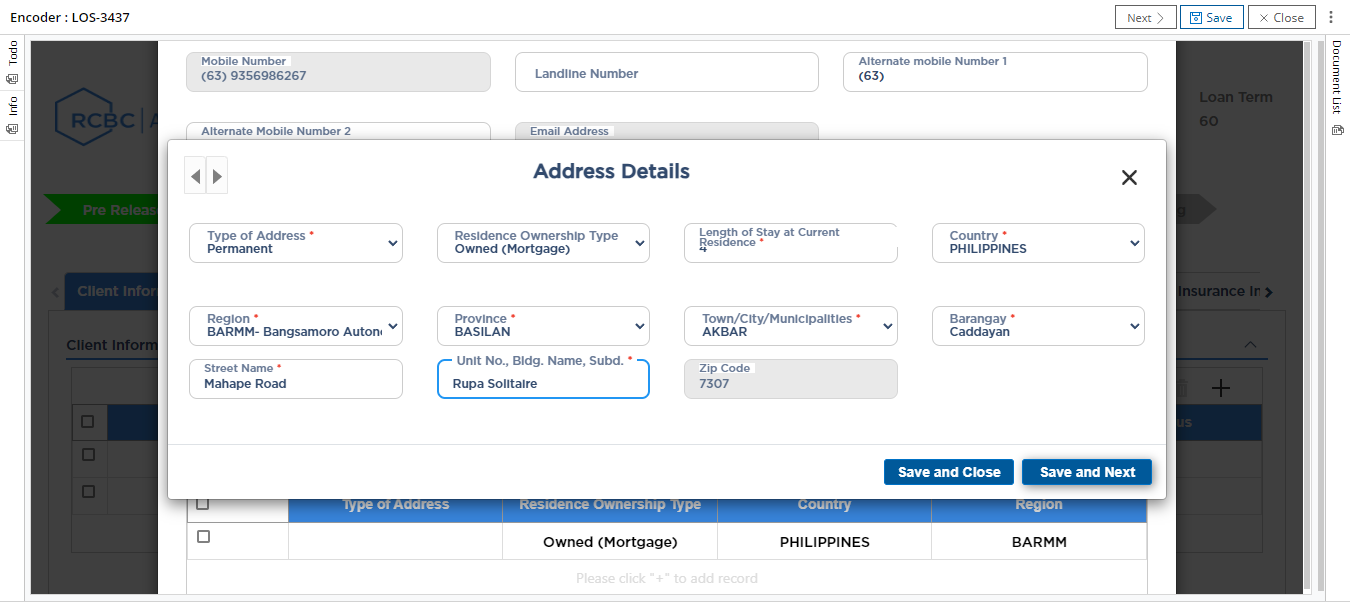 Encoder : LOS-3437
Next
Save
Close
Todo
Info
Document List
Mobile Number
(63) 9356986267
Landline Number
Alternate mobile Number 1
(63)
RCBC
Loan Term
60
Alternate Mobile Number 2
Email Address
Address Details
Pre Releas
g
Type of Address *
Permanent
Residence Ownership Type
Owned (Mortgage)
Length of Stay at Current
Residence *
4
Country *
PHILIPPINES
Client Infor
Insurance In
Region *
BARMM- Bangsamoro Auton
Province *
BASILAN
Town/City/Municipalities *
AKBAR
Barangay *
Caddayan
Client Inform
Street Name *
Mahape Road
Unit No., Bldg. Name, Subd. *
Rupa Solitaire
Zip Code
7307
us
Save and Close
Save and Next
Type of Address
Residence Ownership Type
Country
Region
Owned (Mortgage)
PHILIPPINES
BARMM
Please click "+" to add record